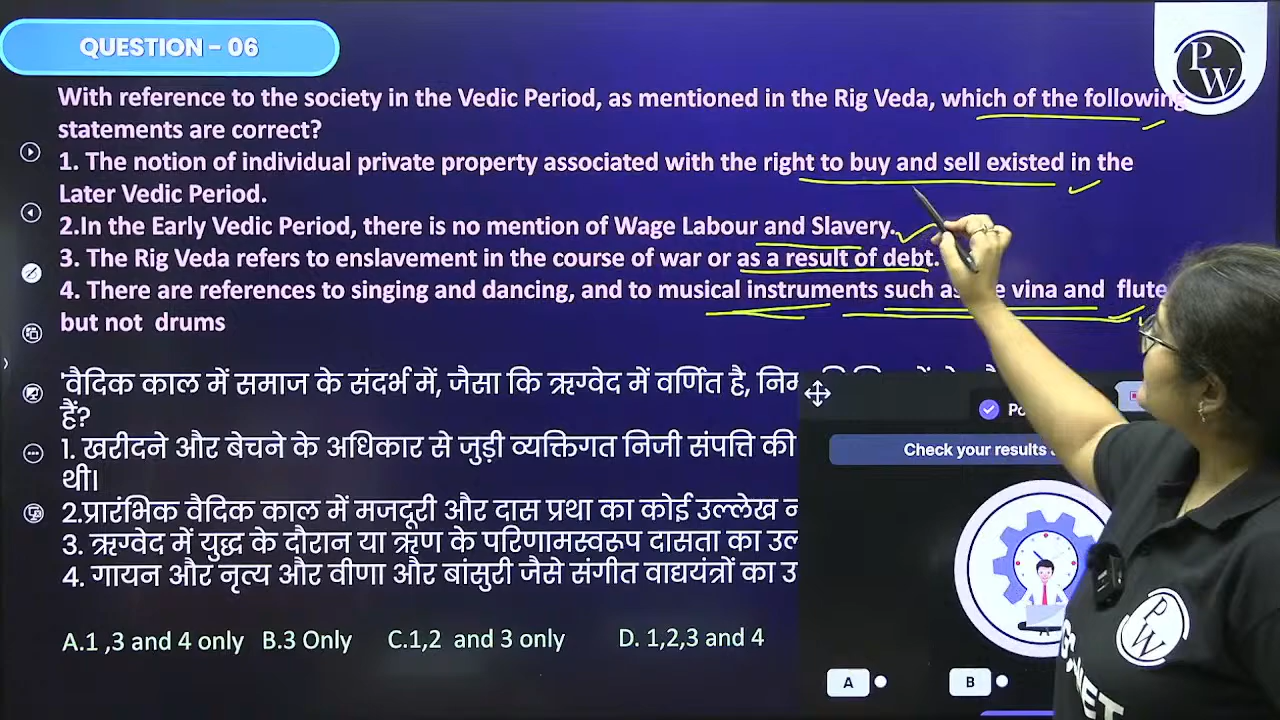 QUESTION - 06
PW
With reference to the society in the Vedic Period, as mentioned in the Rig Veda, which of the following
statements are correct?
1. The notion of individual private property associated with the right to buy and sell existed in the
Later Vedic Period.
2.In the Early Vedic Period, there is no mention of Wage Labour and Slavery.
3. The Rig Veda refers to enslavement in the course of war or as a result of debt.
4. There are references to singing and dancing, and to musical instruments such as vina and flute
but not drums
'वैदिक काल में समाज के संदर्भ में, जैसा कि ऋग्वेद में वर्णित है,
हैं?
1. खरीदने और बेचने के अधिकार से जुड़ी व्यक्तिगत निजी संपत्ति की
थी।
2.प्रारंभिक वैदिक काल में मजदूरी और दास प्रथा का कोई उल्लेख
3. ऋग्वेद में युद्ध के दौरान या ऋण के परिणामस्वरूप दासता का
4. गायन और नृत्य और वीणा और बांसुरी जैसे संगीत वाद्ययंत्रों का
Check your results
A.1 ,3 and 4 only B.3 Only C.1,2 and 3 only D. 1,2,3 and 4
A
B
PW